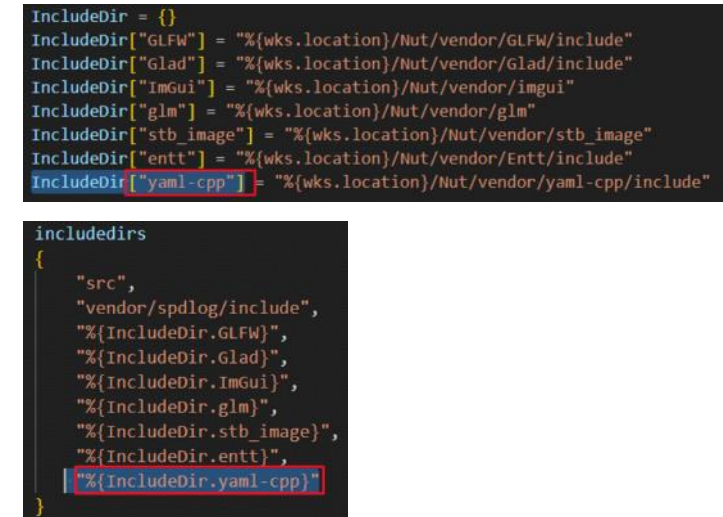 IncludeDir = {}
IncludeDir["GLFW"] = "%{wks.location}/Nut/vendor/GLFW/include"
IncludeDir["Glad"] = "%{wks.location}/Nut/vendor/Glad/include"
IncludeDir["ImGui"] = "%{wks.location}/Nut/vendor/imgui"
IncludeDir["glm"] = "%{wks.location}/Nut/vendor/glm"
IncludeDir["stb_image"] = "%{wks.location}/Nut/vendor/stb_image"
IncludeDir["entt"] = "%{wks.location}/Nut/vendor/Entt/include"
IncludeDir["yaml-cpp"] = "%{wks.location}/Nut/vendor/yaml-cpp/include"
includedirs
{
"src",
"vendor/spdlog/include",
"%{IncludeDir.GLFW}",
"%{IncludeDir.Glad}",
"%{IncludeDir.ImGui}",
"%{IncludeDir.glm}",
"%{IncludeDir.stb_image}",
"%{IncludeDir.entt}",
"%{IncludeDir.yaml-cpp}"
}